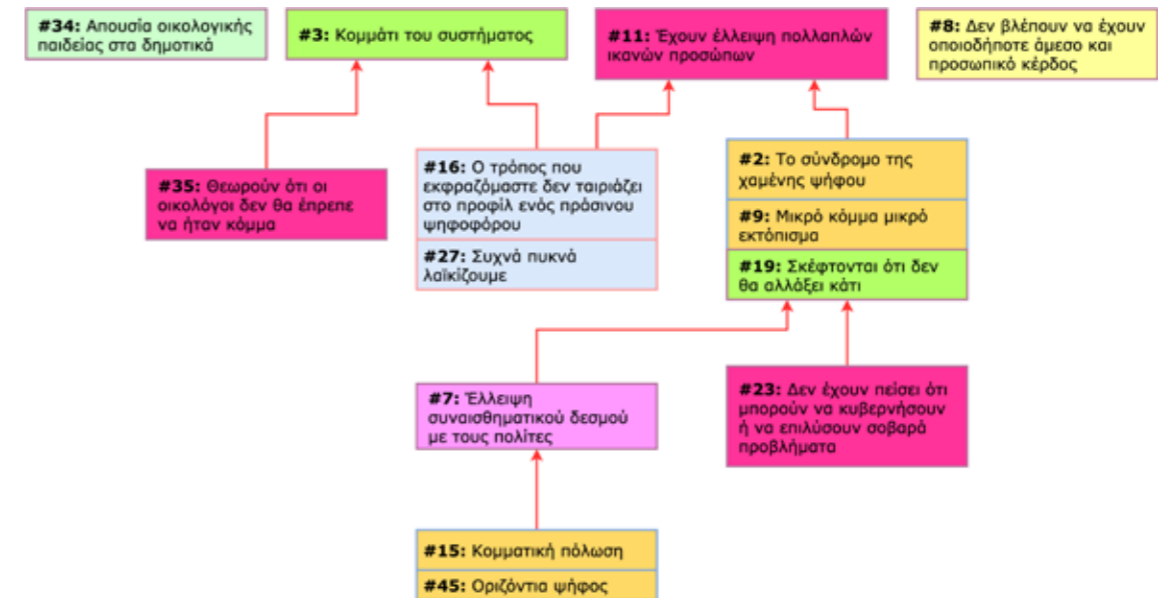 #34: Απουσία οικολογικής
παιδείας στα δημοτικά
#3: Κομμάτι του συστήματος
#11: Έχουν έλλειψη πολλαπλών
ικανών προσώπων
#8: Δεν βλέπουν να έχουν
οποιοδήποτε άμεσο και
προσωπικό κέρδος
#35: Θεωρούν ότι οι
οικολόγοι δεν θα έπρεπε
να ήταν κόμμα
#16: Ο τρόπος που
εκφραζόμαστε δεν ταιριάζει
στο προφίλ ενός πράσινου
ψηφοφόρου
#27: Συχνά πυκνά
λαϊκίζουμε
#2: Το σύνδρομο της
χαμένης ψήφου
#9: Μικρό κόμμα μικρό
εκτόπισμα
#19: Σκέφτονται ότι δεν
θα αλλάξει κάτι
#7: Έλλειψη
συναισθηματικού δεσμού
με τους πολίτες
#23: Δεν έχουν πείσει ότι
μπορούν να κυβερνήσουν
ή να επιλύσουν σοβαρά
προβλήματα
#15: Κομματική πόλωση
#45: Οριζόντια ψήφος